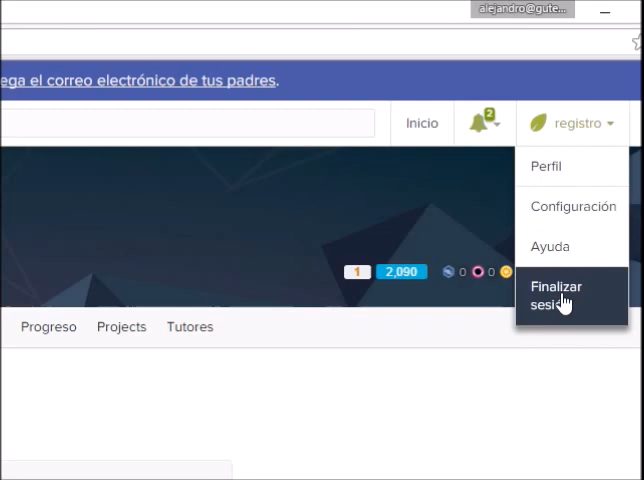 alejandro@gute...
ega el correo electrónico de tus padres.
Inicio
2
registro
Perfil
Configuración
Ayuda
Finalizar
sesión
1
2,090
0
0
Progreso
Projects
Tutores